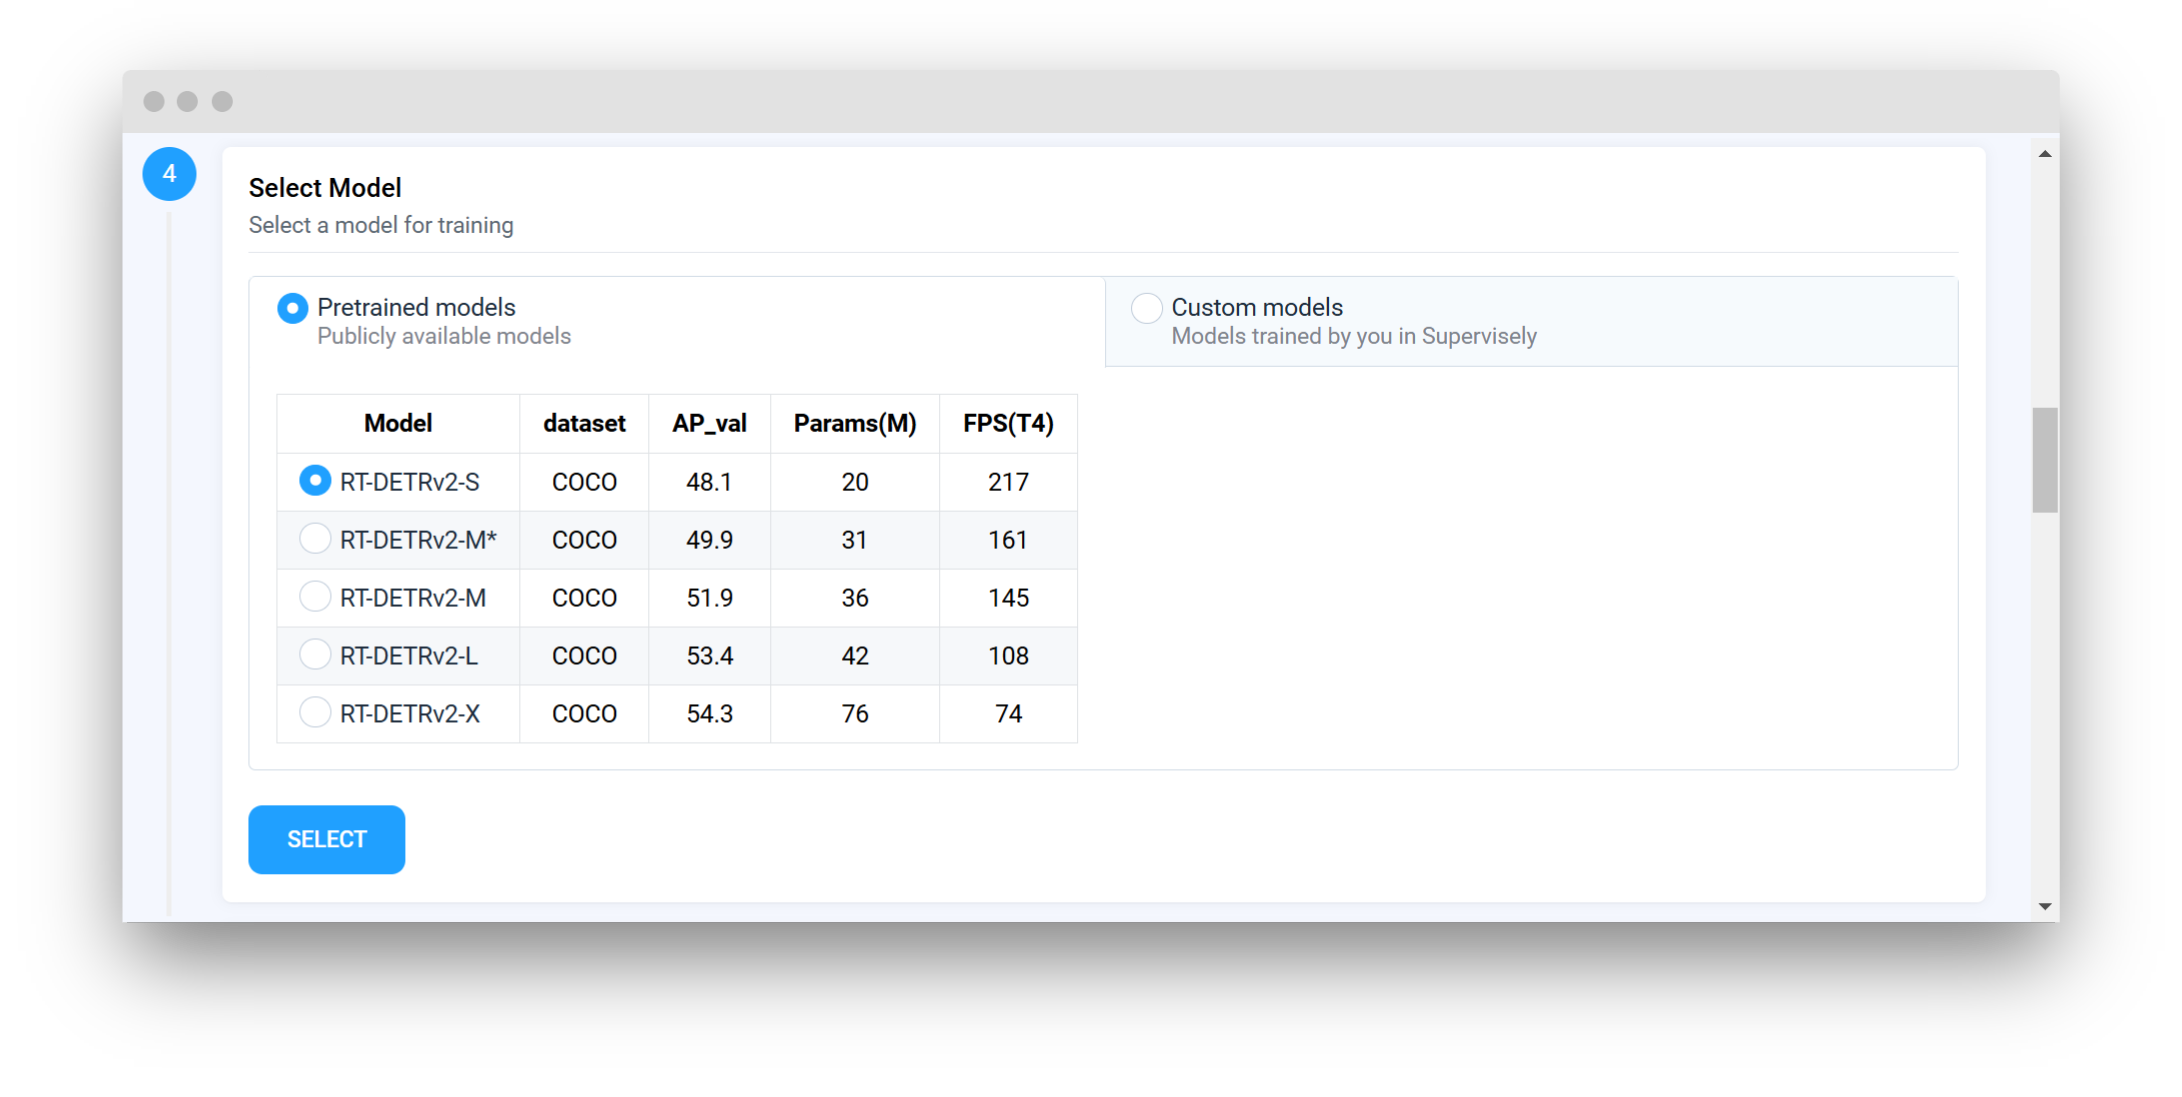 4
Select Model
Select a model for training
Pretrained models
Publicly available models
Custom models
Models trained by you in Supervisely
Model dataset AP_val Params(M) FPS(T4)
RT-DETRv2-S COCO 48.1 20 217
RT-DETRv2-M* COCO 49.9 31 161
RT-DETRv2-M COCO 51.9 36 145
RT-DETRv2-L COCO 53.4 42 108
RT-DETRv2-X COCO 54.3 76 74
SELECT